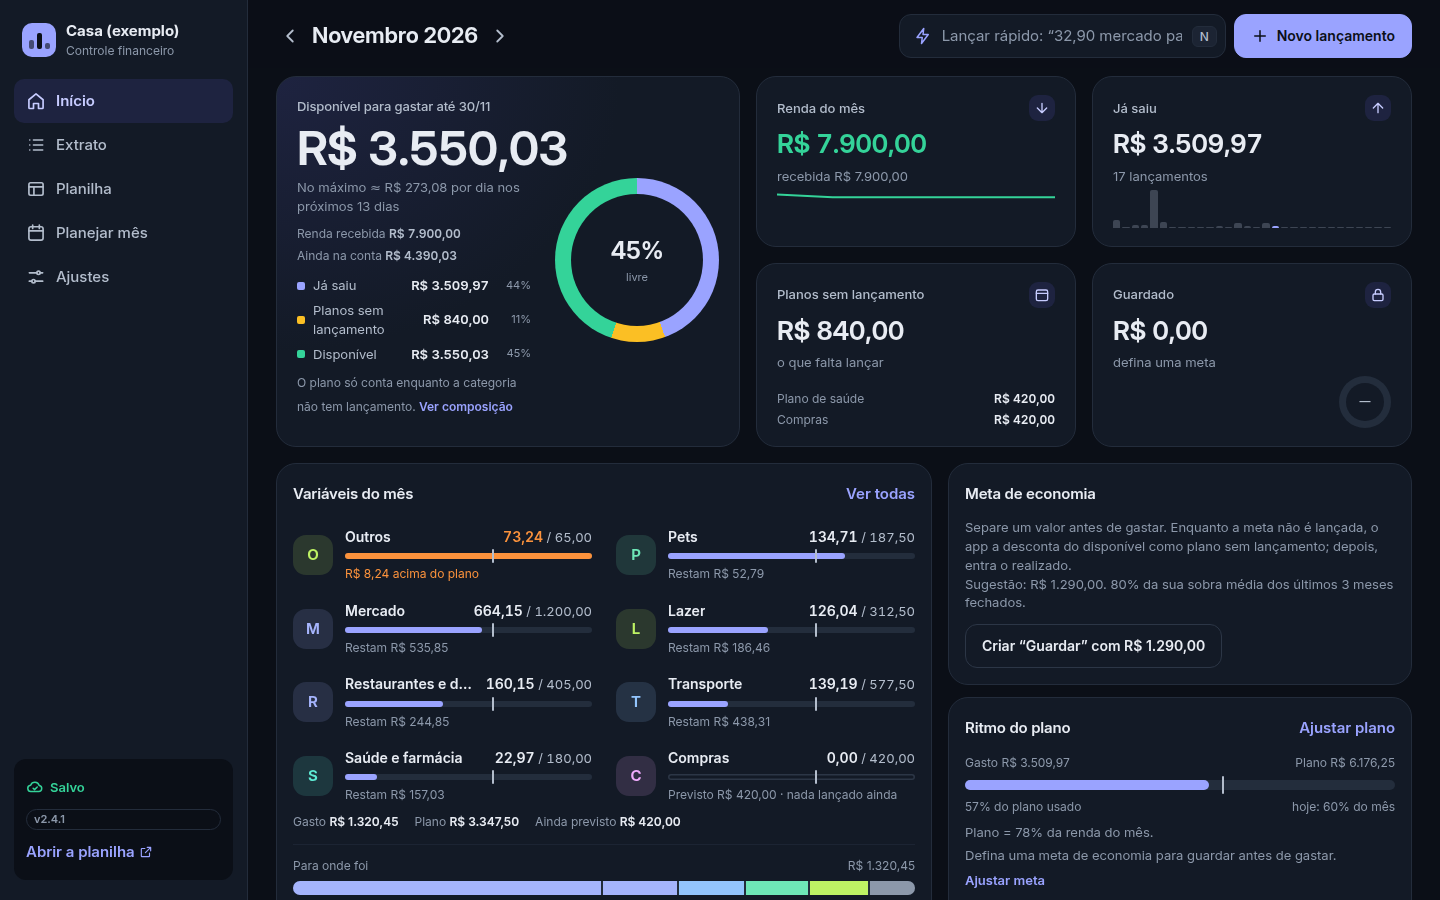 Casa (exemplo)
Controle financeiro
Início
Extrato
Planilha
Planejar mês
Ajustes
Salvo
v2.4.1
Abrir a planilha
Novembro 2026
Lançar rápido: “32,90 mercado pa
N
Novo lançamento
Disponível para gastar até 30/11
R$ 3.550,03
No máximo ≈ R$ 273,08 por dia nos
próximos 13 dias
Renda recebida R$ 7.900,00
Ainda na conta R$ 4.390,03
Já saiu R$ 3.509,97 44%
Planos sem
lançamento R$ 840,00 11%
Disponível R$ 3.550,03 45%
O plano só conta enquanto a categoria
não tem lançamento. Ver composição
45%
livre
Renda do mês
R$ 7.900,00
recebida R$ 7.900,00
Já saiu
R$ 3.509,97
17 lançamentos
Planos sem lançamento
R$ 840,00
o que falta lançar
Plano de saúde R$ 420,00
Compras R$ 420,00
Guardado
R$ 0,00
defina uma meta
—
Variáveis do mês
Ver todas
O
Outros 73,24 / 65,00
R$ 8,24 acima do plano
P
Pets 134,71 / 187,50
Restam R$ 52,79
M
Mercado 664,15 / 1.200,00
Restam R$ 535,85
L
Lazer 126,04 / 312,50
Restam R$ 186,46
R
Restaurantes e d... 160,15 / 405,00
Restam R$ 244,85
T
Transporte 139,19 / 577,50
Restam R$ 438,31
S
Saúde e farmácia 22,97 / 180,00
Restam R$ 157,03
C
Compras 0,00 / 420,00
Previsto R$ 420,00 · nada lançado ainda
Gasto R$ 1.320,45 Plano R$ 3.347,50 Ainda previsto R$ 420,00
Para onde foi R$ 1.320,45
Meta de economia
Separe um valor antes de gastar. Enquanto a meta não é lançada, o
app a desconta do disponível como plano sem lançamento; depois,
entra o realizado.
Sugestão: R$ 1.290,00. 80% da sua sobra média dos últimos 3 meses
fechados.
Criar “Guardar” com R$ 1.290,00
Ritmo do plano
Ajustar plano
Gasto R$ 3.509,97 Plano R$ 6.176,25
57% do plano usado hoje: 60% do mês
Plano = 78% da renda do mês.
Defina uma meta de economia para guardar antes de gastar.
Ajustar meta